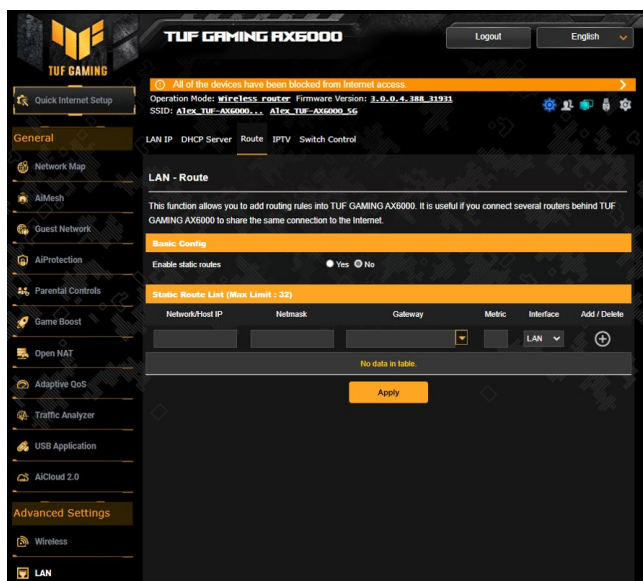 TUF GAMING
TUF GAMING AX6000
Logout
English
All of the devices have been blocked from Internet access.
Quick Internet Setup
Operation Mode: Wireless router Firmware Version: 3.0.0.4.388_31931
SSID: Alex_TUF-AX6000... Alex_TUF-AX6000_5G
General
Network Map
AiMesh
Guest Network
AiProtection
Parental Controls
Game Boost
Open NAT
Adaptive QoS
Traffic Analyzer
USB Application
AiCloud 2.0
Advanced Settings
Wireless
LAN
LAN IP DHCP Server Route IPTV Switch Control
LAN - Route
This function allows you to add routing rules into TUF GAMING AX6000. It is useful if you connect several routers behind TUF
GAMING AX6000 to share the same connection to the Internet.
Basic Config
Enable static routes Yes No
Static Route List (Max Limit : 32)
Network/Host IP Netmask Gateway Metric Interface Add / Delete
LAN
No data in table.
Apply